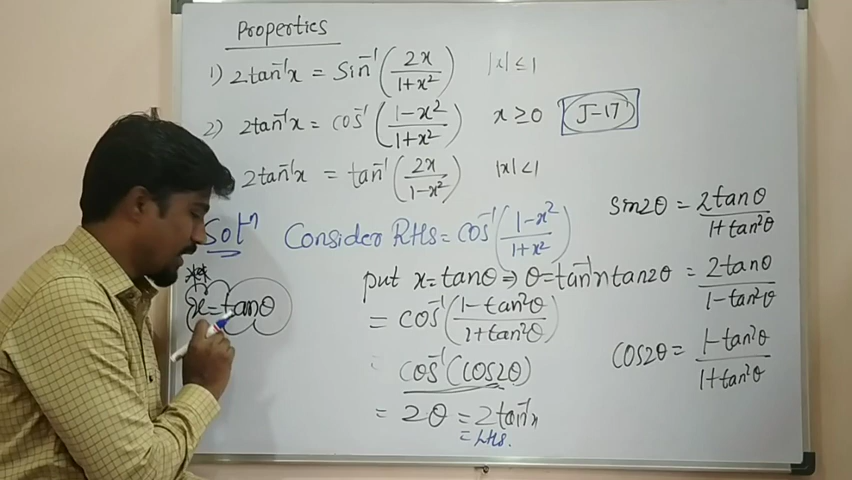 Properties
1) 2tan⁻¹x = Sin⁻¹(2x/1+x²) |x| ≤ 1
2) 2tan⁻¹x = cos⁻¹(1-x²/1+x²) x ≥ 0 J-17
2tan⁻¹x = tan⁻¹(2x/1-x²) |x| < 1
Solⁿ Consider RHS = cos⁻¹(1-x²/1+x²)
put x = tanθ ⇒ θ = tan⁻¹x
= cos⁻¹(1-tan²θ/1+tan²θ)
= cos⁻¹(cos2θ)
= 2θ = 2tan⁻¹x
= LHS.
** x = tanθ
Sin2θ = 2tanθ/1+tan²θ
tan2θ = 2tanθ/1-tan²θ
Cos2θ = 1-tan²θ/1+tan²θ